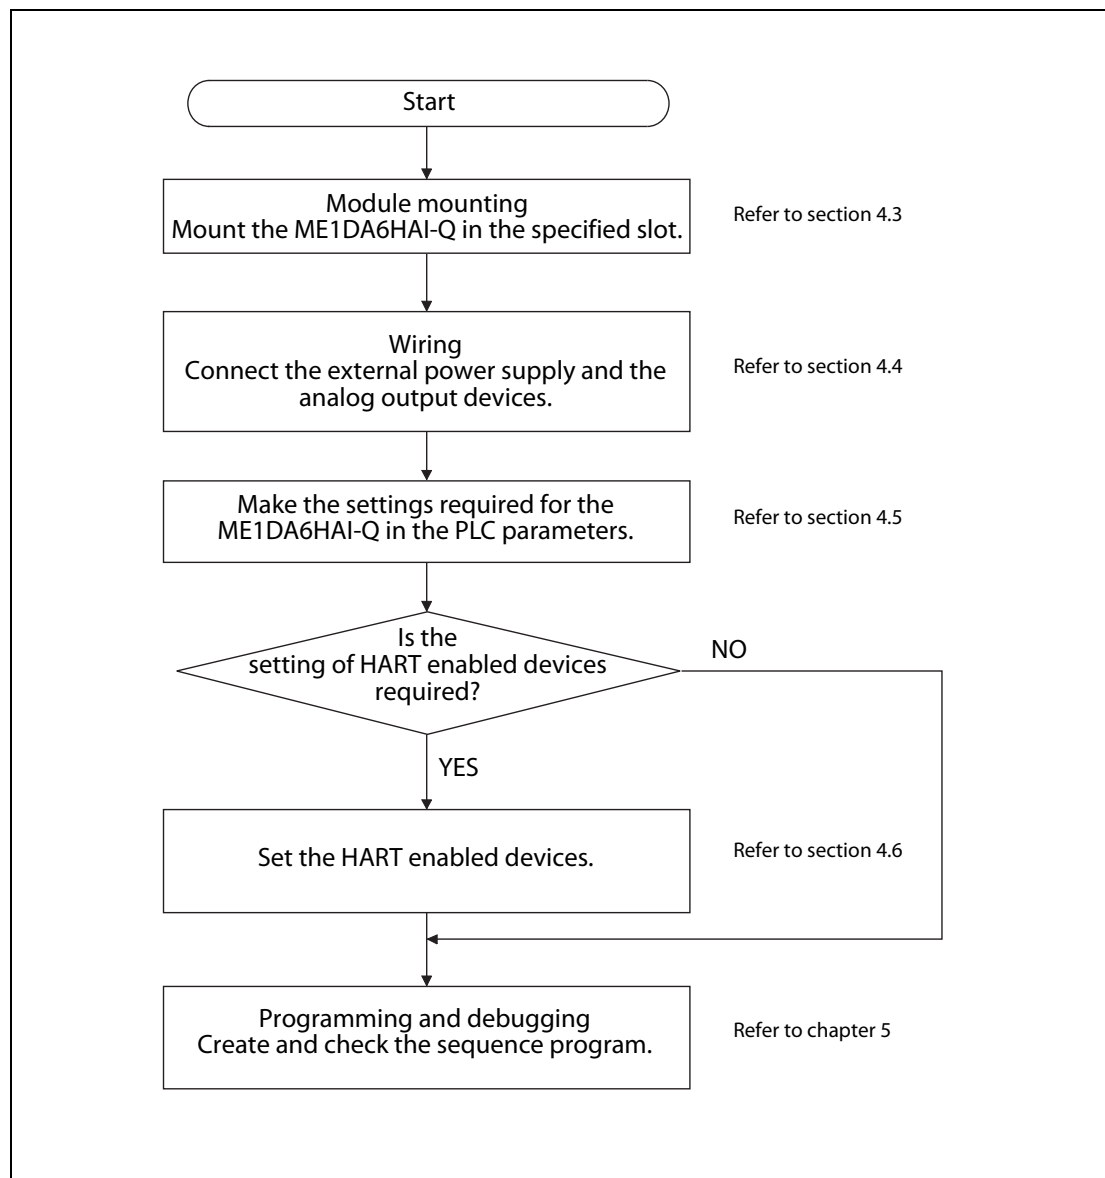 Start
Module mounting
Mount the ME1DA6HAI-Q in the specified slot.
Refer to section 4.3
Wiring
Connect the external power supply and the
analog output devices.
Refer to section 4.4
Make the settings required for the
ME1DA6HAI-Q in the PLC parameters.
Refer to section 4.5
Is the
setting of HART enabled devices
required?
NO
YES
Set the HART enabled devices.
Refer to section 4.6
Programming and debugging
Create and check the sequence program.
Refer to chapter 5